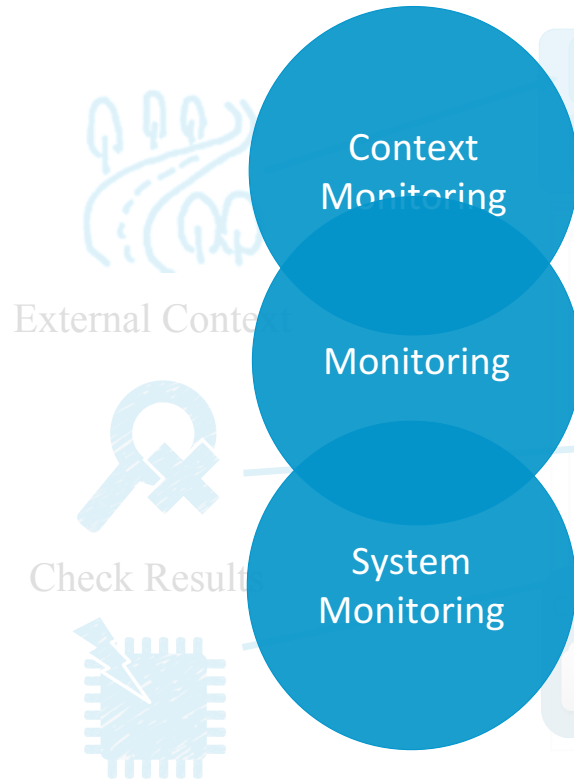 Context
Monitoring
External Context
Monitoring
Check Results
System
Monitoring